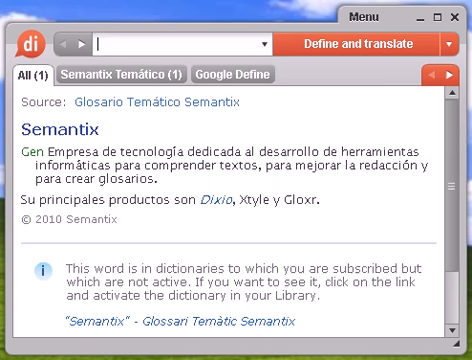 Menu
di
Define and translate
All (1)
Semantix Temático (1)
Google Define
Source: Glosario Temático Semantix
Semantix
Gen Empresa de tecnología dedicada al desarrollo de herramientas
informáticas para comprender textos, para mejorar la redacción y
para crear glosarios.
Su principales productos son Dixio, Xtyle y Gloxr.
© 2010 Semantix
i
This word is in dictionaries to which you are subscribed but
which are not active. If you want to see it, click on the link
and activate the dictionary in your Library.
"Semantix" - Glossari Temàtic Semantix